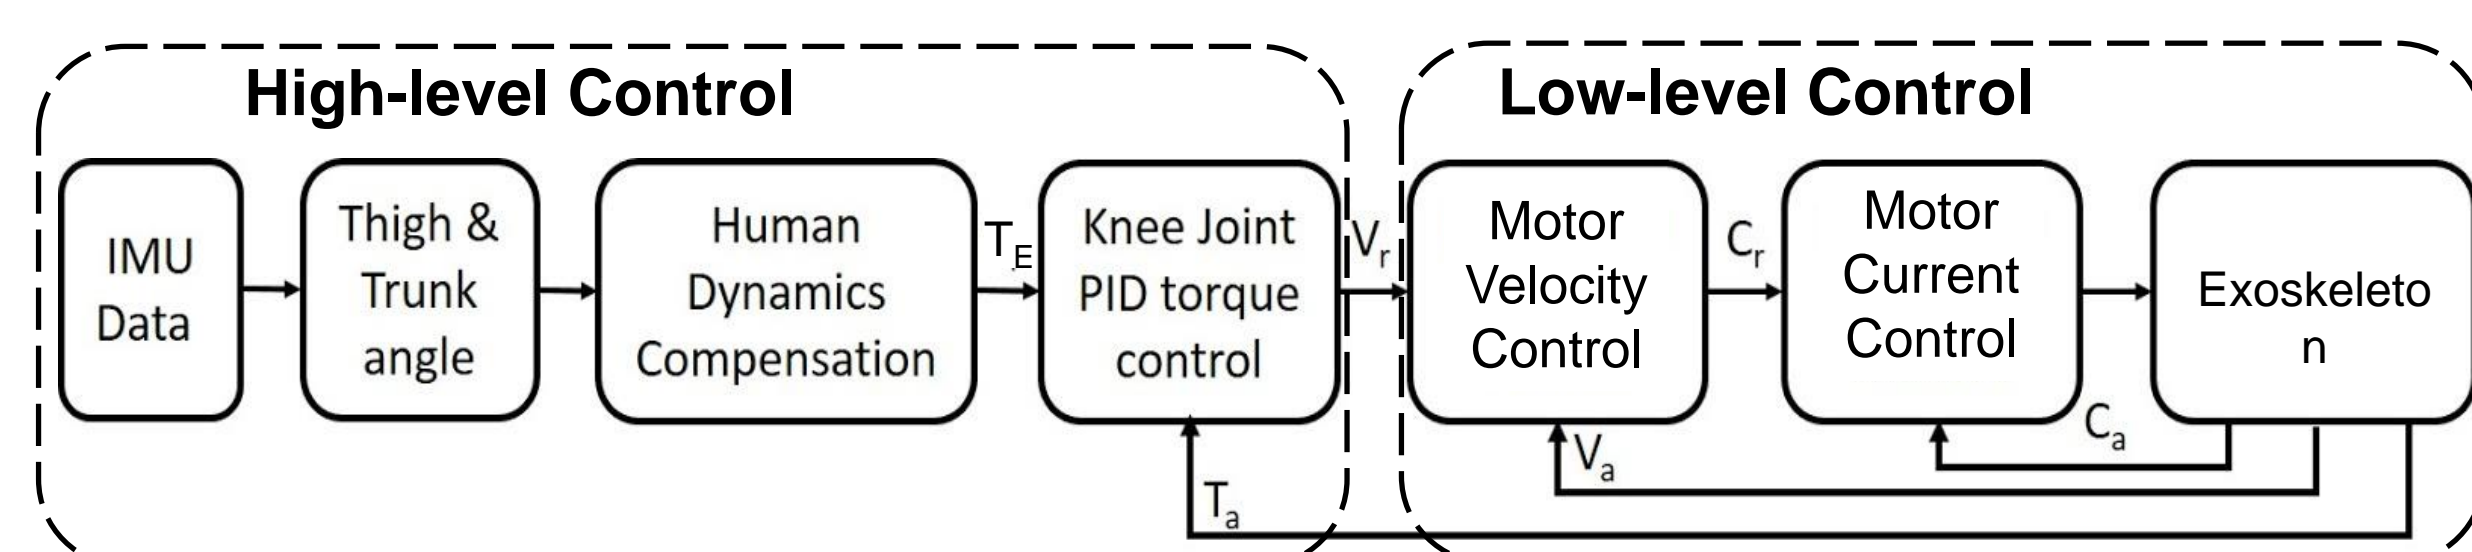 High-level Control
Low-level Control
IMU
Data
Thigh &
Trunk
angle
Human
Dynamics
Compensation
T_E
Knee Joint
PID torque
control
V_r
Motor
Velocity
Control
C_r
Motor
Current
Control
Exoskeleto
n
C_a
V_a
T_a